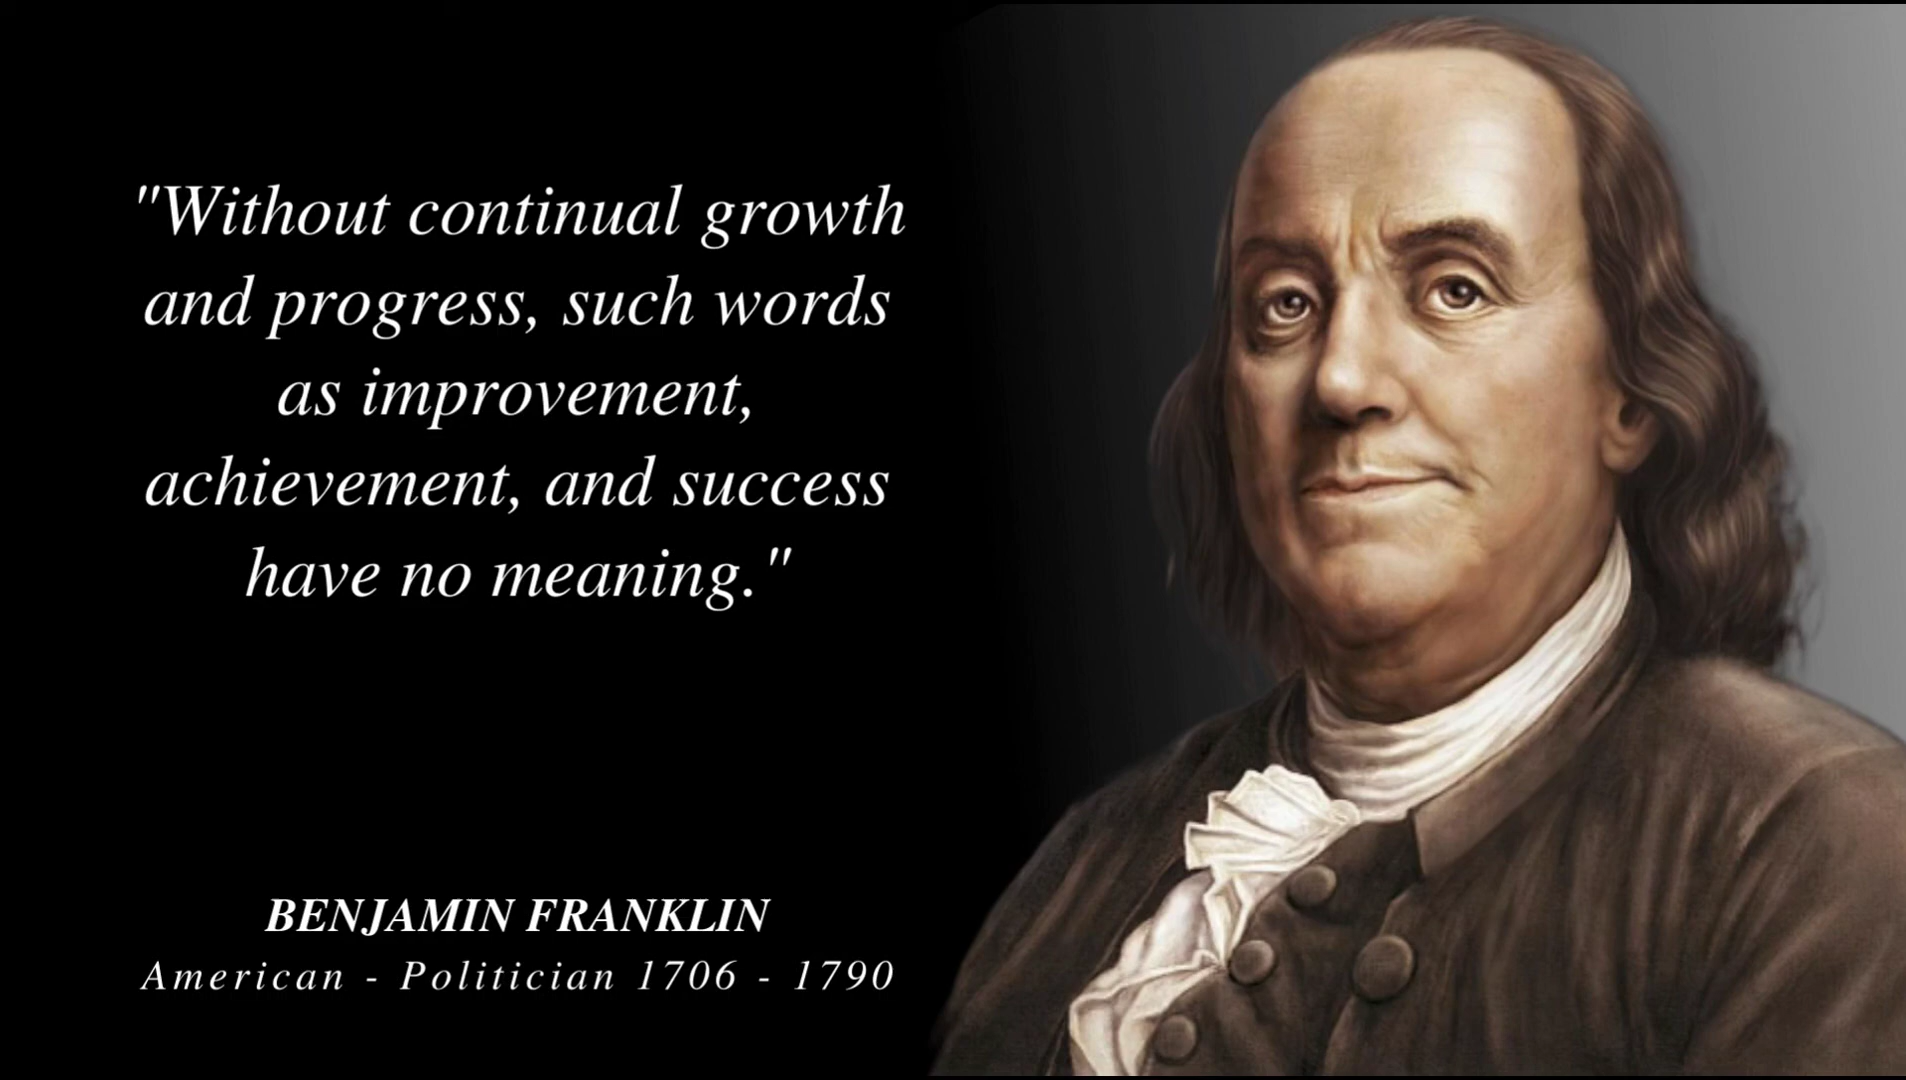 "Without continual growth
and progress, such words
as improvement,
achievement, and success
have no meaning."
BENJAMIN FRANKLIN
American - Politician 1706 - 1790